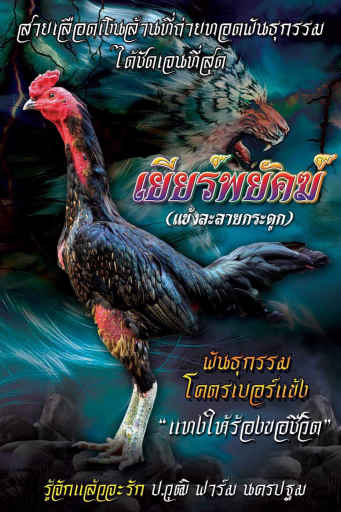 สายเลือดเงินล้านที่ถ่ายทอดพันธุกรรม
ได้ชัดเจนที่สุด
เยียร์พยัคฆ์
(แข้งละลายกระดูก)
พันธุกรรม
โคตรเบอร์แข้ง
“แทงให้ร้องขอชีวิต”
รู้จักแล้วจะรัก ป.วุฒิ ฟาร์ม นครปฐม